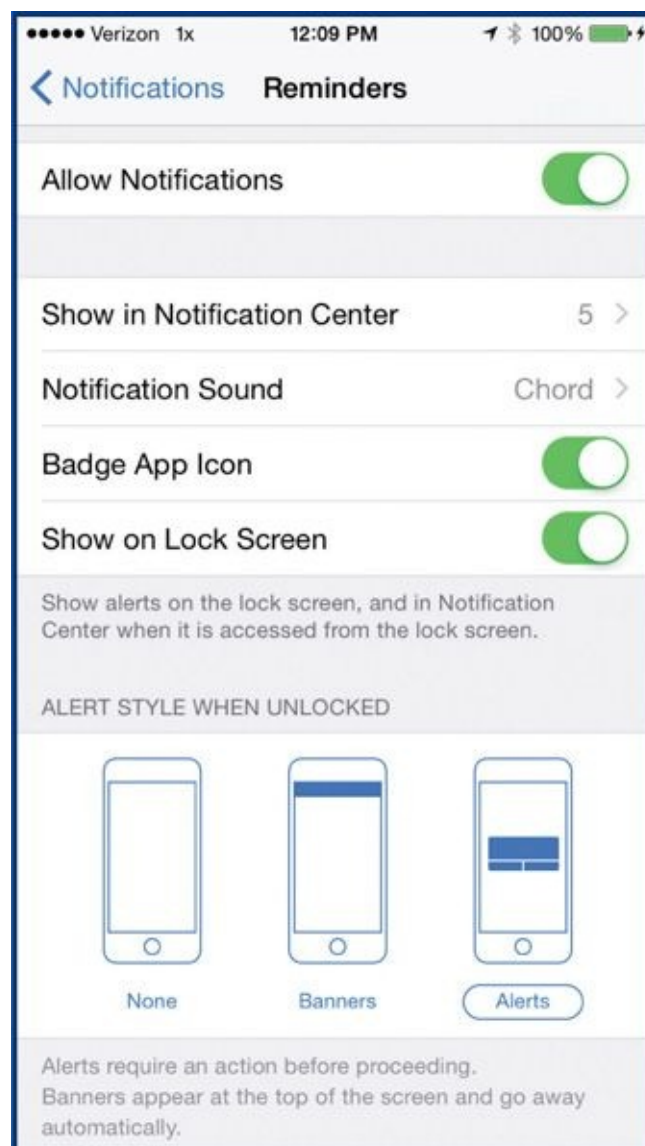 Verizon 1x 12:09 PM 100%
Notifications Reminders
Allow Notifications
Show in Notification Center 5
Notification Sound Chord
Badge App Icon
Show on Lock Screen
Show alerts on the lock screen, and in Notification
Center when it is accessed from the lock screen.
ALERT STYLE WHEN UNLOCKED
None Banners Alerts
Alerts require an action before proceeding.
Banners appear at the top of the screen and go away
automatically.